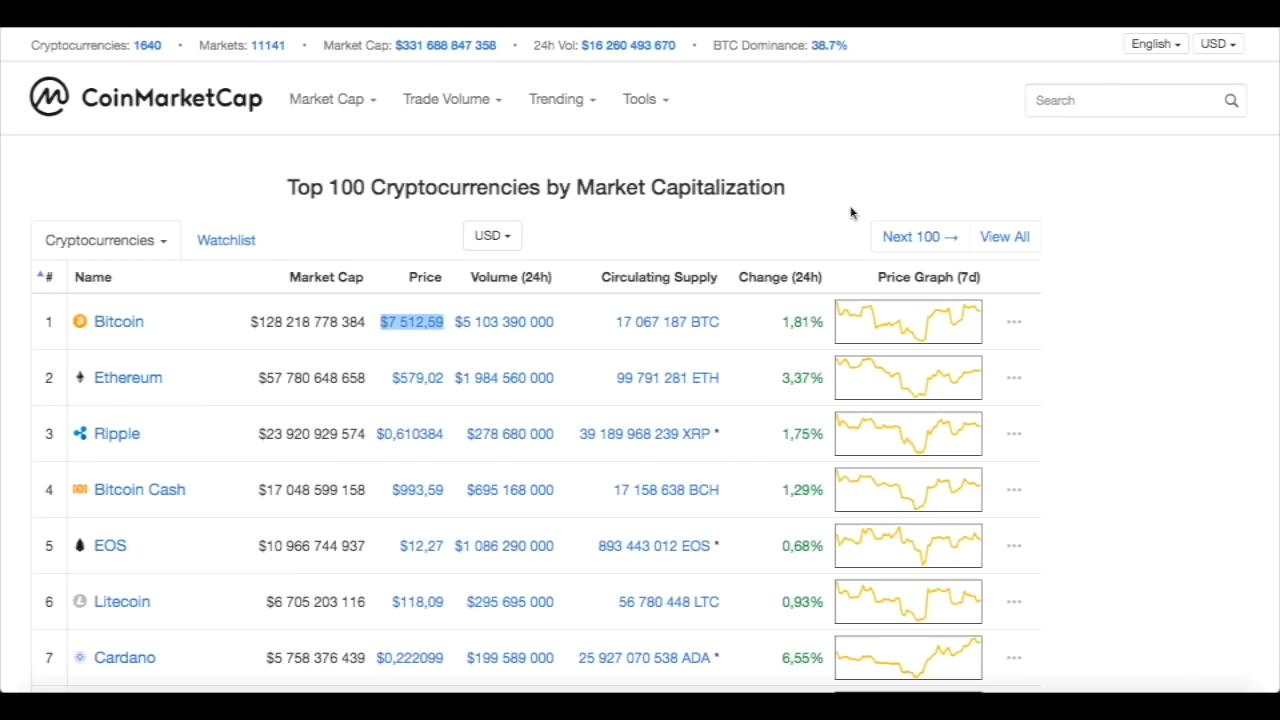 Cryptocurrencies: 1640 • Markets: 11141 • Market Cap: $331 688 847 358 • 24h Vol: $16 260 493 670 • BTC Dominance: 38.7% English USD
CoinMarketCap Market Cap Trade Volume Trending Tools Search
Top 100 Cryptocurrencies by Market Capitalization
Cryptocurrencies Watchlist USD Next 100 → View All
# Name Market Cap Price Volume (24h) Circulating Supply Change (24h) Price Graph (7d)
1 Bitcoin $128 218 778 384 $7 512,59 $5 103 390 000 17 067 187 BTC 1,81%
2 Ethereum $57 780 648 658 $579,02 $1 984 560 000 99 791 281 ETH 3,37%
3 Ripple $23 920 929 574 $0,610384 $278 680 000 39 189 968 239 XRP * 1,75%
4 Bitcoin Cash $17 048 599 158 $993,59 $695 168 000 17 158 638 BCH 1,29%
5 EOS $10 966 744 937 $12,27 $1 086 290 000 893 443 012 EOS * 0,68%
6 Litecoin $6 705 203 116 $118,09 $295 695 000 56 780 448 LTC 0,93%
7 Cardano $5 758 376 439 $0,222099 $199 589 000 25 927 070 538 ADA * 6,55%